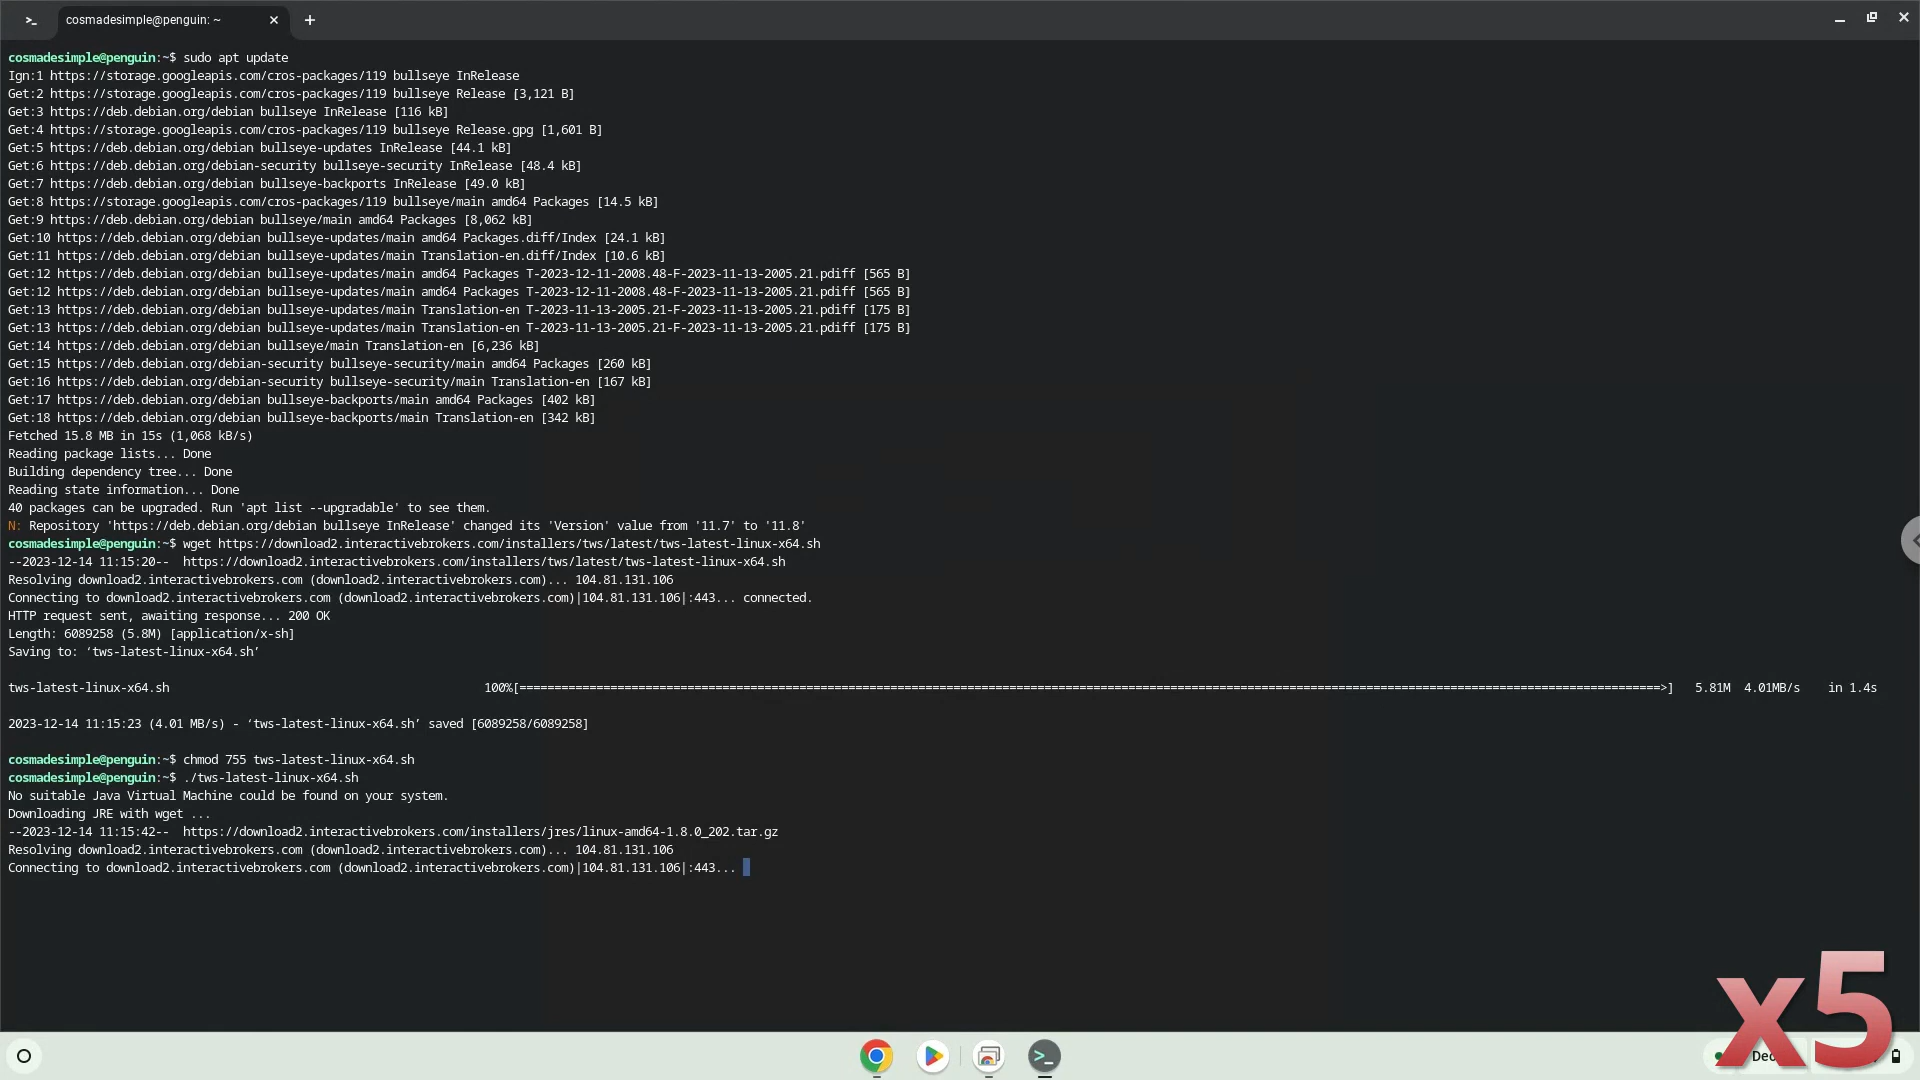 cosmadesimple@penguin: ~
cosmadesimple@penguin:~$ sudo apt update
Ign:1 https://storage.googleapis.com/cros-packages/119 bullseye InRelease
Get:2 https://storage.googleapis.com/cros-packages/119 bullseye Release [3,121 B]
Get:3 https://deb.debian.org/debian bullseye InRelease [116 kB]
Get:4 https://storage.googleapis.com/cros-packages/119 bullseye Release.gpg [1,601 B]
Get:5 https://deb.debian.org/debian bullseye-updates InRelease [44.1 kB]
Get:6 https://deb.debian.org/debian-security bullseye-security InRelease [48.4 kB]
Get:7 https://deb.debian.org/debian bullseye-backports InRelease [49.0 kB]
Get:8 https://storage.googleapis.com/cros-packages/119 bullseye/main amd64 Packages [14.5 kB]
Get:9 https://deb.debian.org/debian bullseye/main amd64 Packages [8,062 kB]
Get:10 https://deb.debian.org/debian bullseye-updates/main amd64 Packages.diff/Index [24.1 kB]
Get:11 https://deb.debian.org/debian bullseye-updates/main Translation-en.diff/Index [10.6 kB]
Get:12 https://deb.debian.org/debian bullseye-updates/main amd64 Packages T-2023-12-11-2008.48-F-2023-11-13-2005.21.pdiff [565 B]
Get:12 https://deb.debian.org/debian bullseye-updates/main amd64 Packages T-2023-12-11-2008.48-F-2023-11-13-2005.21.pdiff [565 B]
Get:13 https://deb.debian.org/debian bullseye-updates/main Translation-en T-2023-11-13-2005.21-F-2023-11-13-2005.21.pdiff [175 B]
Get:13 https://deb.debian.org/debian bullseye-updates/main Translation-en T-2023-11-13-2005.21-F-2023-11-13-2005.21.pdiff [175 B]
Get:14 https://deb.debian.org/debian bullseye/main Translation-en [6,236 kB]
Get:15 https://deb.debian.org/debian-security bullseye-security/main amd64 Packages [260 kB]
Get:16 https://deb.debian.org/debian-security bullseye-security/main Translation-en [167 kB]
Get:17 https://deb.debian.org/debian bullseye-backports/main amd64 Packages [402 kB]
Get:18 https://deb.debian.org/debian bullseye-backports/main Translation-en [342 kB]
Fetched 15.8 MB in 15s (1,068 kB/s)
Reading package lists... Done
Building dependency tree... Done
Reading state information... Done
40 packages can be upgraded. Run 'apt list --upgradable' to see them.
N: Repository 'https://deb.debian.org/debian bullseye InRelease' changed its 'Version' value from '11.7' to '11.8'
cosmadesimple@penguin:~$ wget https://download2.interactivebrokers.com/installers/tws/latest/tws-latest-linux-x64.sh
--2023-12-14 11:15:20--  https://download2.interactivebrokers.com/installers/tws/latest/tws-latest-linux-x64.sh
Resolving download2.interactivebrokers.com (download2.interactivebrokers.com)... 104.81.131.106
Connecting to download2.interactivebrokers.com (download2.interactivebrokers.com)|104.81.131.106|:443... connected.
HTTP request sent, awaiting response... 200 OK
Length: 6089258 (5.8M) [application/x-sh]
Saving to: ‘tws-latest-linux-x64.sh’
tws-latest-linux-x64.sh 100%[===================================================>] 5.81M 4.01MB/s in 1.4s
2023-12-14 11:15:23 (4.01 MB/s) - ‘tws-latest-linux-x64.sh’ saved [6089258/6089258]
cosmadesimple@penguin:~$ chmod 755 tws-latest-linux-x64.sh
cosmadesimple@penguin:~$ ./tws-latest-linux-x64.sh
No suitable Java Virtual Machine could be found on your system.
Downloading JRE with wget ...
--2023-12-14 11:15:42--  https://download2.interactivebrokers.com/installers/jres/linux-amd64-1.8.0_202.tar.gz
Resolving download2.interactivebrokers.com (download2.interactivebrokers.com)... 104.81.131.106
Connecting to download2.interactivebrokers.com (download2.interactivebrokers.com)|104.81.131.106|:443...
x5